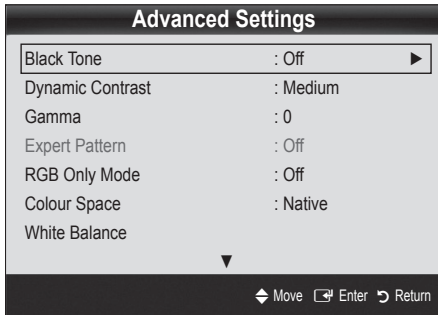 Advanced Settings
Black Tone : Off ►
Dynamic Contrast : Medium
Gamma : 0
Expert Pattern : Off
RGB Only Mode : Off
Colour Space : Native
White Balance
▼
Move Enter Return